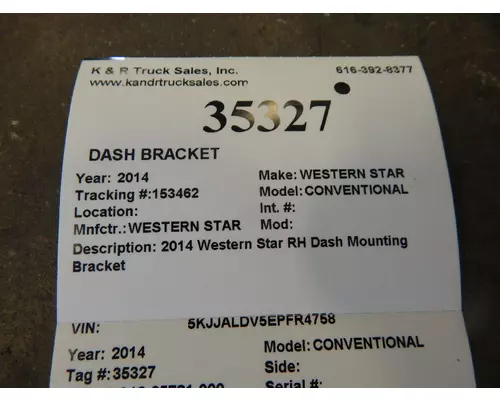 K & R Truck Sales, Inc. 616-392-8377
www.kandrtrucksales.com
35327
DASH BRACKET
Year: 2014 Make: WESTERN STAR
Tracking #:153462 Model: CONVENTIONAL
Location: Int. #:
Mnfctr.: WESTERN STAR Mod:
Description: 2014 Western Star RH Dash Mounting
Bracket
VIN: 5KJJALDV5EPFR4758
Year: 2014 Model: CONVENTIONAL
Tag #: 35327 Side:
Serial #: